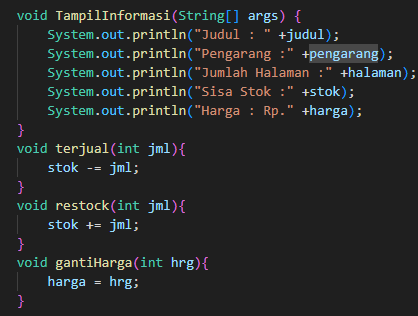 void TampilInformasi(String[] args) {
System.out.println("Judul : " +judul);
System.out.println("Pengarang :" +pengarang);
System.out.println("Jumlah Halaman :" +halaman);
System.out.println("Sisa Stok :" +stok);
System.out.println("Harga : Rp." +harga);
}
void terjual(int jml){
stok -= jml;
}
void restock(int jml){
stok += jml;
}
void gantiHarga(int hrg){
harga = hrg;
}